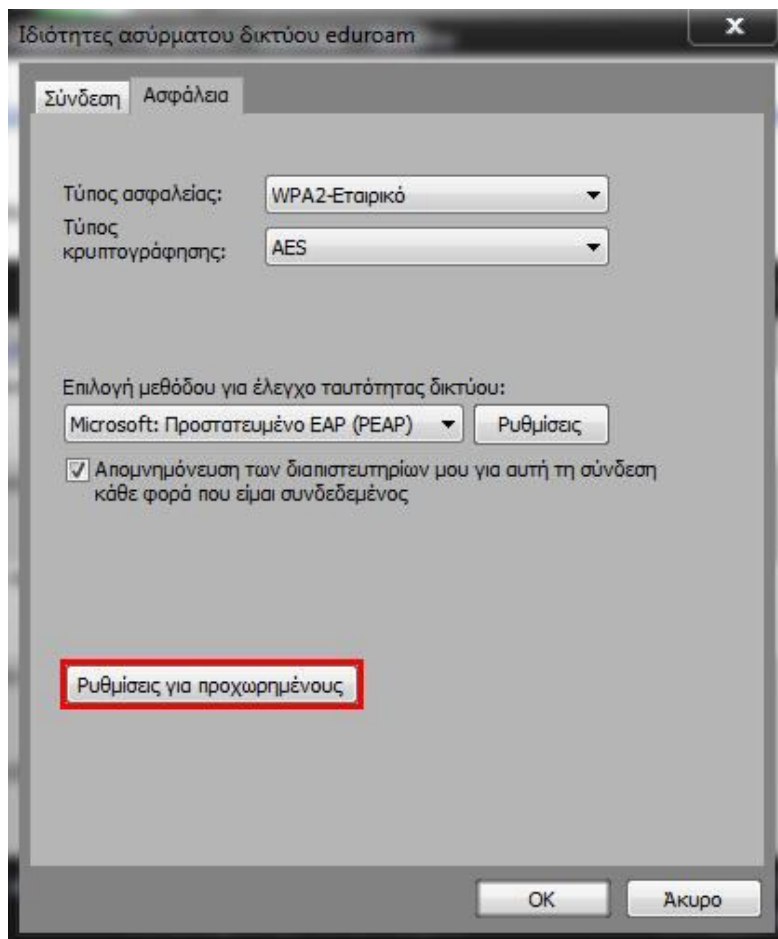 Ιδιότητες ασύρματου δικτύου eduroam
x
Σύνδεση Ασφάλεια
Τύπος ασφαλείας: WPA2-Εταιρικό
Τύπος
κρυπτογράφησης: AES
Επιλογή μεθόδου για έλεγχο ταυτότητας δικτύου:
Microsoft: Προστατευμένο EAP (PEAP) Ρυθμίσεις
Απομνημόνευση των διαπιστευτηρίων μου για αυτή τη σύνδεση
κάθε φορά που είμαι συνδεδεμένος
Ρυθμίσεις για προχωρημένους
OK Άκυρο